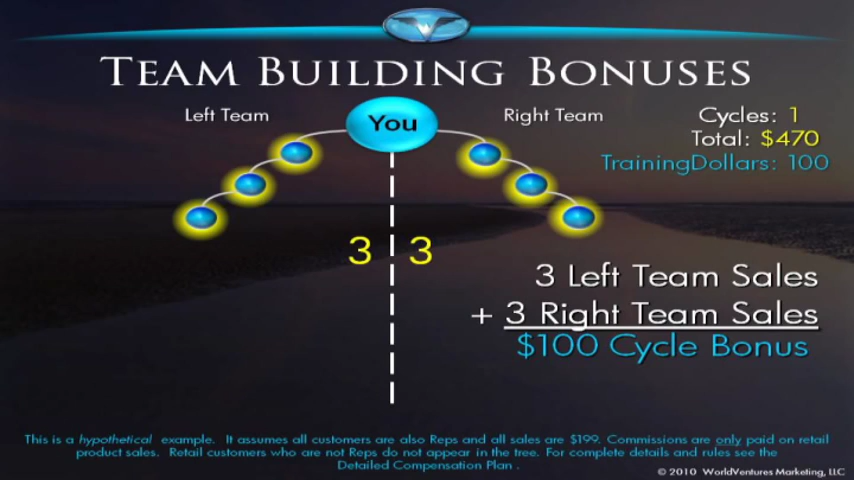 TEAM BUILDING BONUSES
Left Team
You
Right Team
Cycles: 1
Total: $470
TrainingDollars: 100
3 3
3 Left Team Sales
+ 3 Right Team Sales
$100 Cycle Bonus
This is a hypothetical example. It assumes all customers are also Reps and all sales are $199. Commissions are only paid on retail
product sales. Retail customers who are not Reps do not appear in the tree. For complete details and rules see the
Detailed Compensation Plan .
© 2010 WorldVentures Marketing, LLC